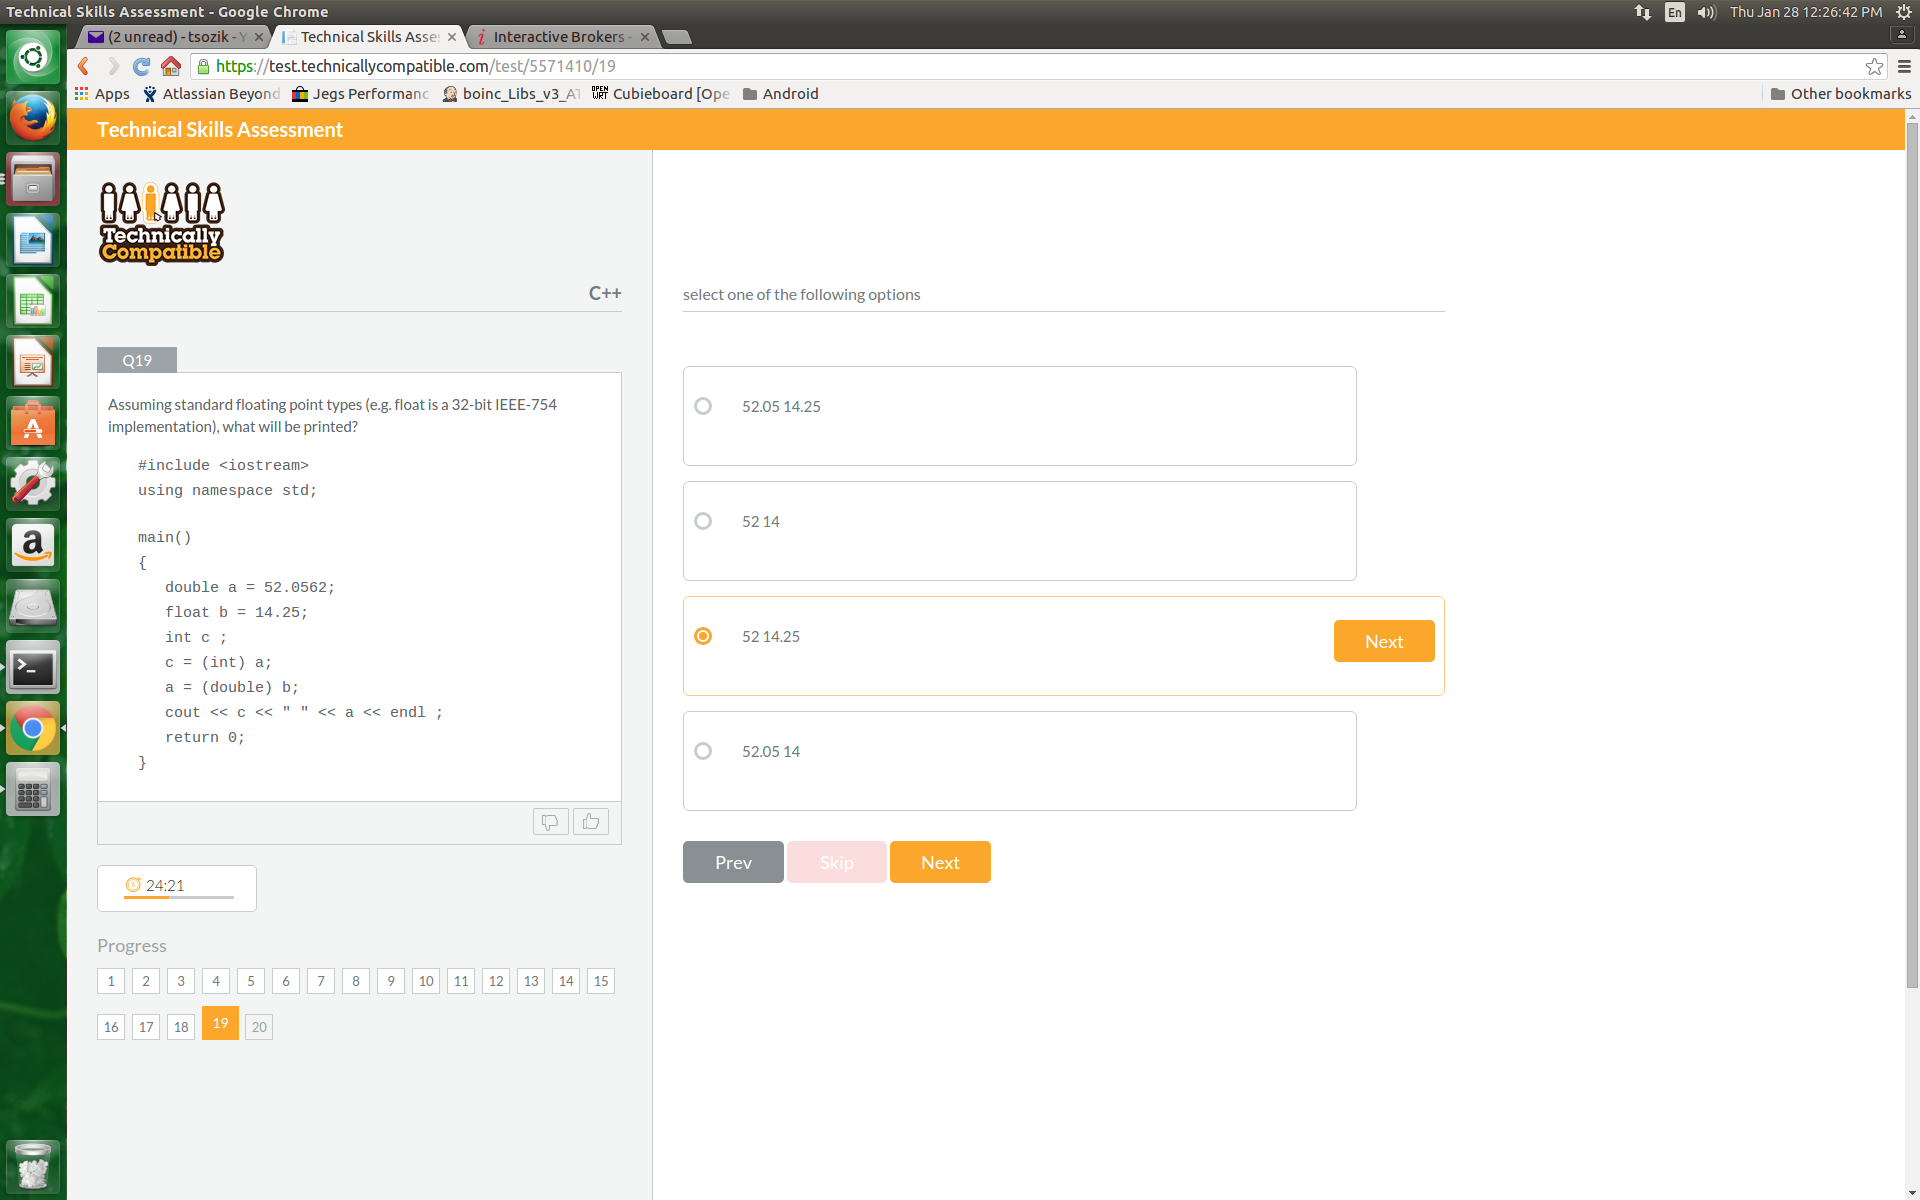 Technical Skills Assessment - Google Chrome
En
Thu Jan 28 12:26:42 PM
(2 unread) - tsozik - Y
Technical Skills Asse
Interactive Brokers -
https://test.technicallycompatible.com/test/5571410/19
Apps
Atlassian Beyond
Jegs Performanc
boinc_Libs_v3_AT
OPEN WRT
Cubieboard [Ope
Android
Other bookmarks
Technical Skills Assessment
Technically
Compatible
C++
select one of the following options
Q19
Assuming standard floating point types (e.g. float is a 32-bit IEEE-754
implementation), what will be printed?
#include <iostream>
using namespace std;
main()
{
double a = 52.0562;
float b = 14.25;
int c ;
c = (int) a;
a = (double) b;
cout << c << " " << a << endl ;
return 0;
}
52.05 14.25
52 14
52 14.25
Next
52.05 14
Prev
Skip
Next
24:21
Progress
1 2 3 4 5 6 7 8 9 10 11 12 13 14 15
16 17 18 19 20